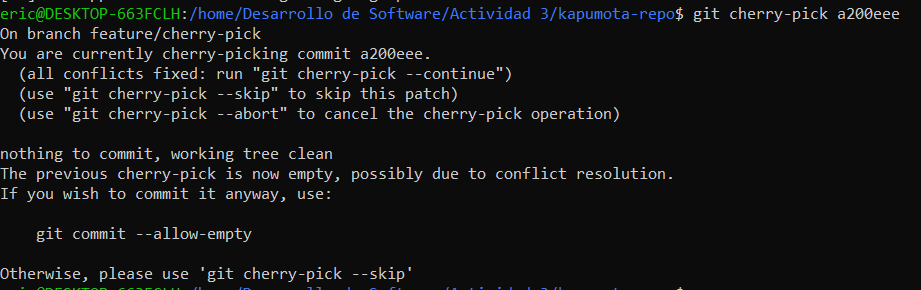 eric@DESKTOP-663FCLH:/home/Desarrollo de Software/Actividad 3/kapumota-repo$ git cherry-pick a200eee
On branch feature/cherry-pick
You are currently cherry-picking commit a200eee.
  (all conflicts fixed: run "git cherry-pick --continue")
  (use "git cherry-pick --skip" to skip this patch)
  (use "git cherry-pick --abort" to cancel the cherry-pick operation)

nothing to commit, working tree clean
The previous cherry-pick is now empty, possibly due to conflict resolution.
If you wish to commit it anyway, use:

    git commit --allow-empty

Otherwise, please use 'git cherry-pick --skip'